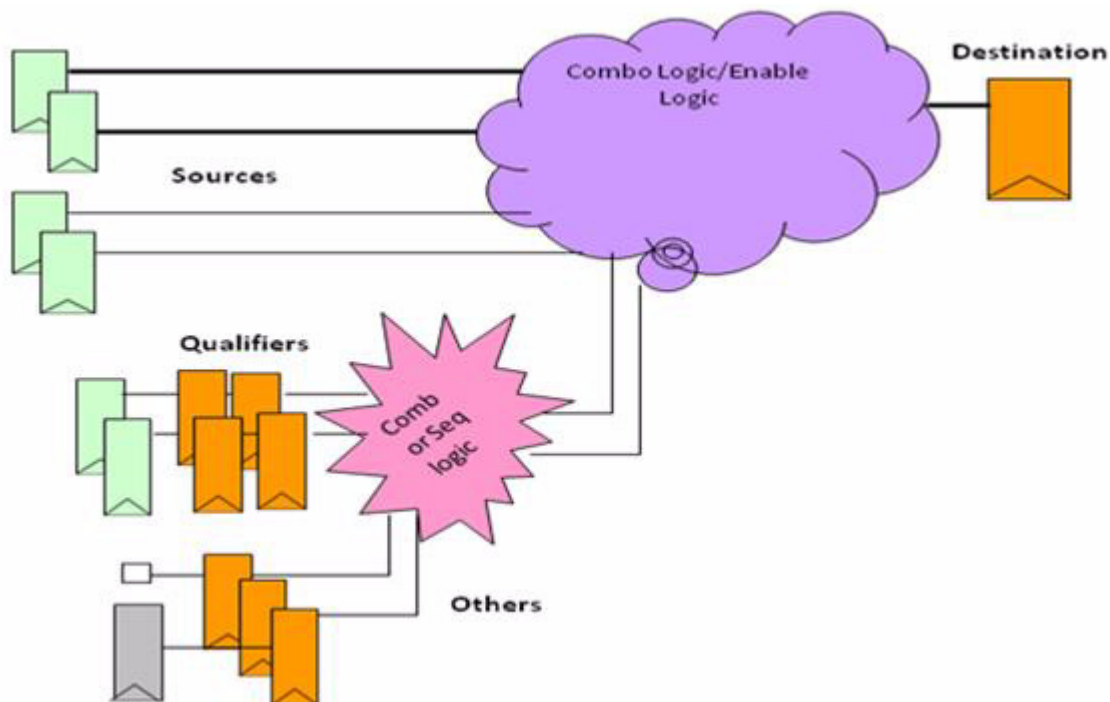 Combo Logic/Enable
Logic
Destination
Sources
Qualifiers
Comb
or Seq
logic
Others